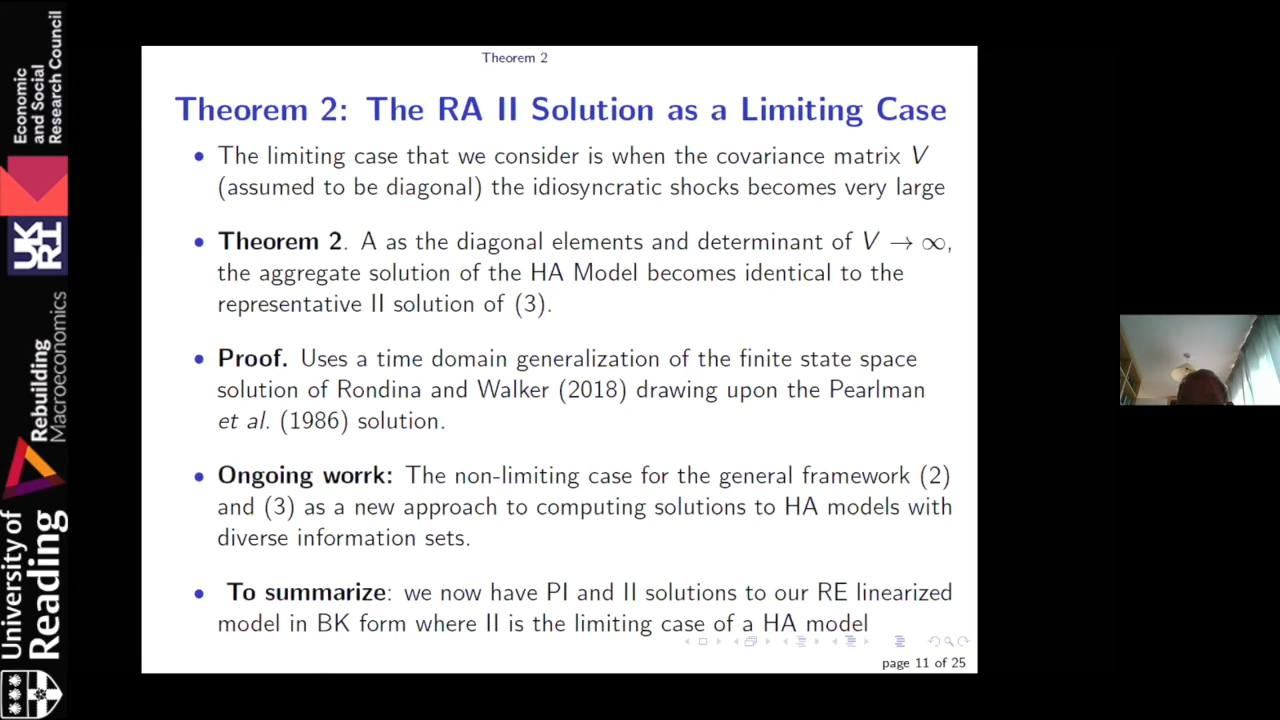 Economic
and Social
Research Council
UK
RI
Rebuilding
Macroeconomics
University of
Reading
Theorem 2
Theorem 2: The RA II Solution as a Limiting Case
• The limiting case that we consider is when the covariance matrix V
(assumed to be diagonal) the idiosyncratic shocks becomes very large
• Theorem 2. A as the diagonal elements and determinant of V → ∞,
the aggregate solution of the HA Model becomes identical to the
representative II solution of (3).
• Proof. Uses a time domain generalization of the finite state space
solution of Rondina and Walker (2018) drawing upon the Pearlman
et al. (1986) solution.
• Ongoing worrk: The non-limiting case for the general framework (2)
and (3) as a new approach to computing solutions to HA models with
diverse information sets.
• To summarize: we now have PI and II solutions to our RE linearized
model in BK form where II is the limiting case of a HA model
page 11 of 25